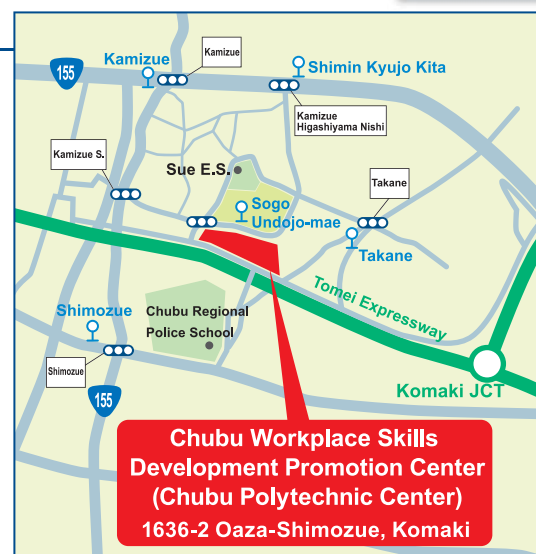 155
Kamizue
Kamizue
Shimin Kyujo Kita
Kamizue
Higashiyama Nishi
Kamizue S.
Sue E.S.
Takane
Sogo
Undojo-mae
Takane
Tomei Expressway
Shimozue
Chubu Regional
Police School
Shimozue
155
Komaki JCT
Chubu Workplace Skills
Development Promotion Center
(Chubu Polytechnic Center)
1636-2 Oaza-Shimozue, Komaki